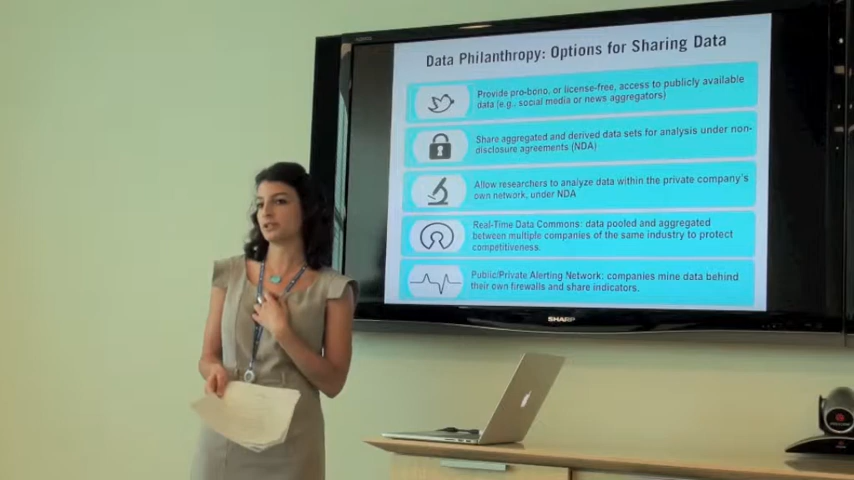 Data Philanthropy: Options for Sharing Data
Provide pro-bono, or license-free, access to publicly available
data (e.g., social media or news aggregators)
Share aggregated and derived data sets for analysis under non-
disclosure agreements (NDA)
Allow researchers to analyze data within the private company's
own network, under NDA
Real-Time Data Commons: data pooled and aggregated
between multiple companies of the same industry to protect
competitiveness.
Public/Private Alerting Network: companies mine data behind
their own firewalls and share indicators.
SHARP